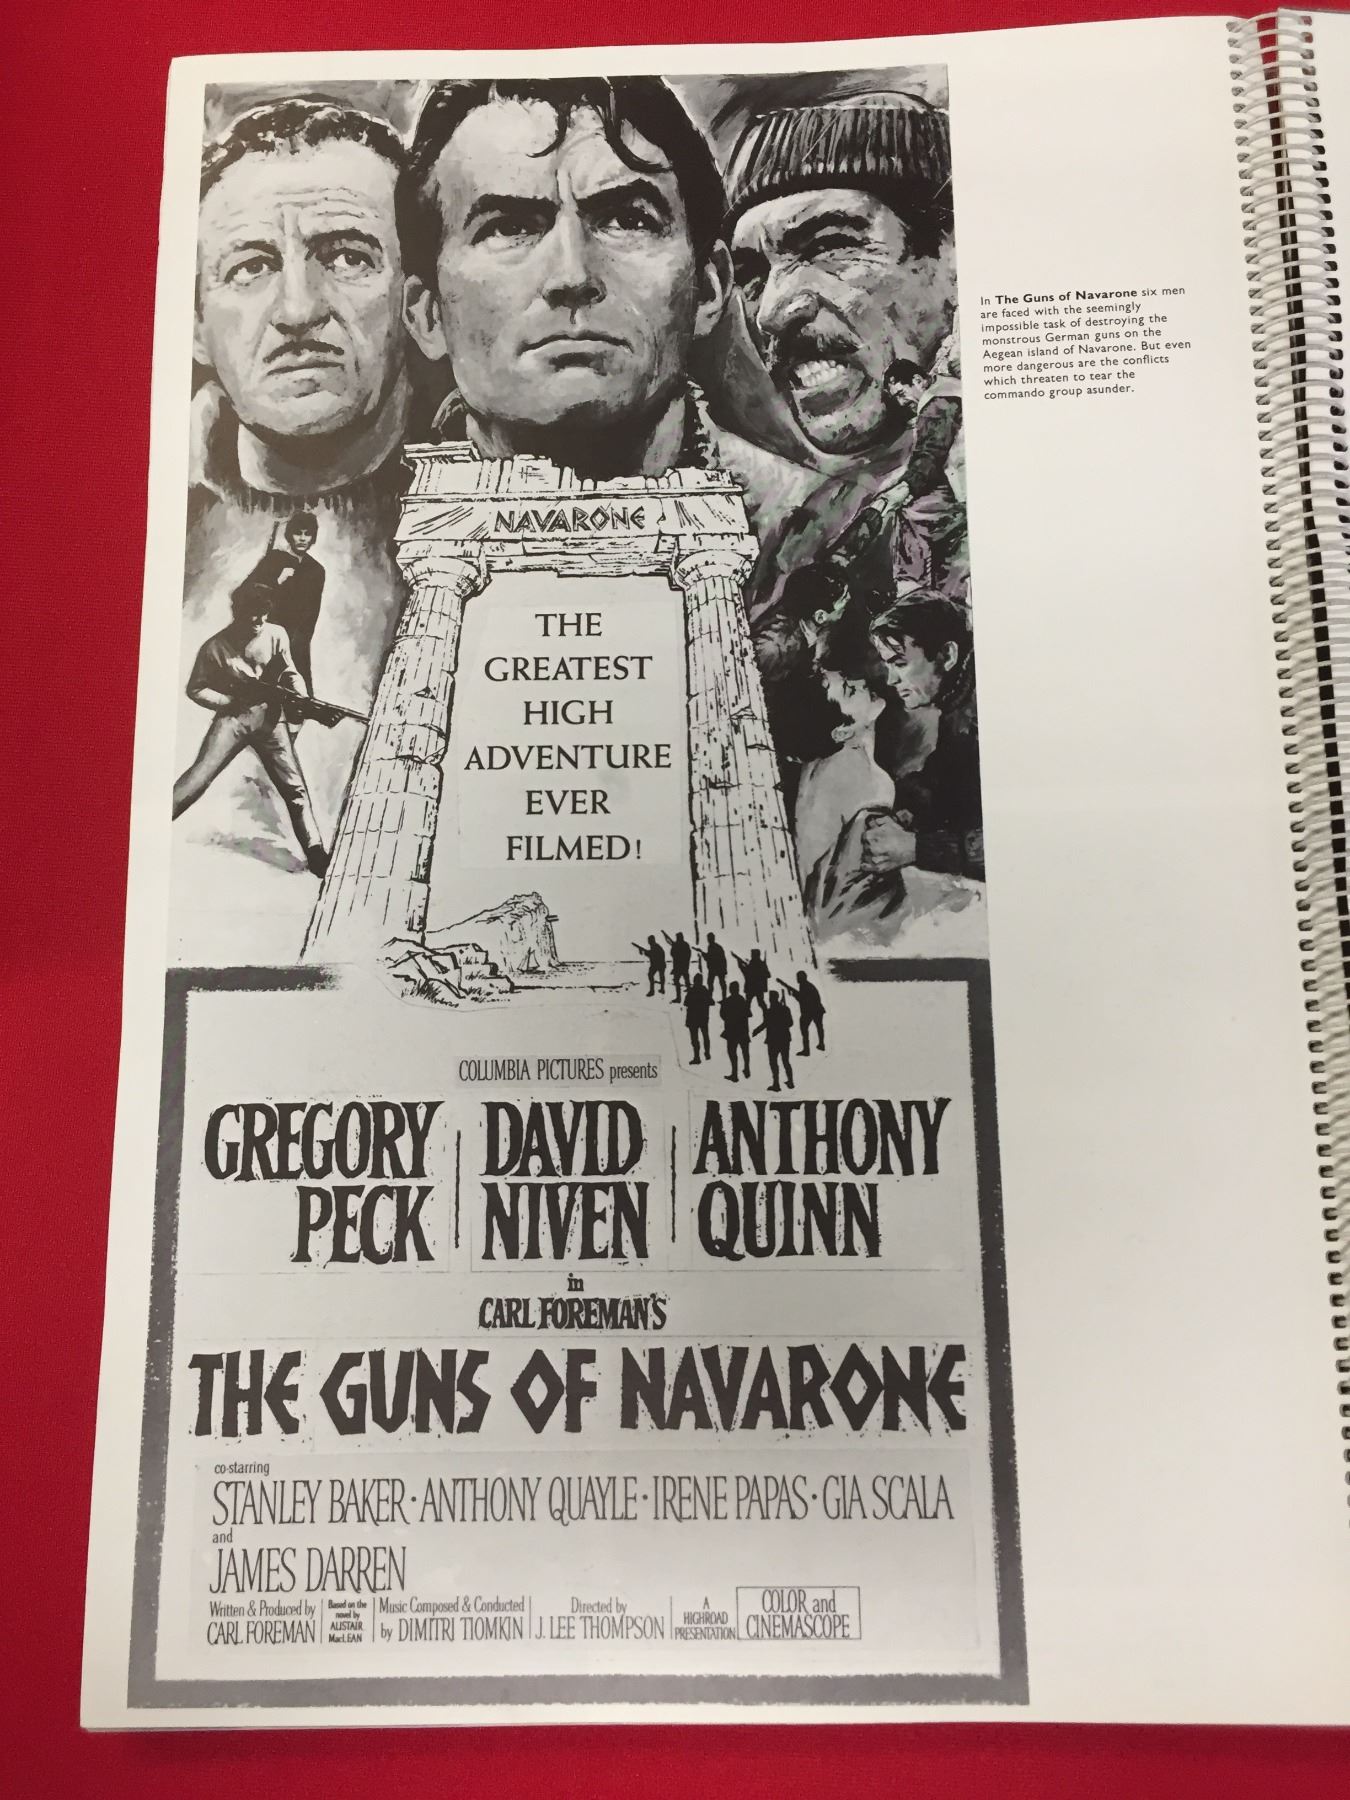 In The Guns of Navarone six men
are faced with the seemingly
impossible task of destroying the
monstrous German guns on the
Aegean island of Navarone. But even
more dangerous are the conflicts
which threaten to tear the
commando group asunder.
NAVARONE
THE
GREATEST
HIGH
ADVENTURE
EVER
FILMED!
COLUMBIA PICTURES presents
GREGORY PECK
DAVID NIVEN
ANTHONY QUINN
in
CARL FOREMAN'S
THE GUNS OF NAVARONE
co-starring
STANLEY BAKER · ANTHONY QUAYLE · IRENE PAPAS · GIA SCALA
and
JAMES DARREN
Written & Produced by
CARL FOREMAN
Based on the
novel by
ALISTAIR
MacLEAN
Music Composed & Conducted
by DIMITRI TIOMKIN
Directed by
J. LEE THOMPSON
A
HIGHROAD
PRESENTATION
COLOR and
CINEMASCOPE